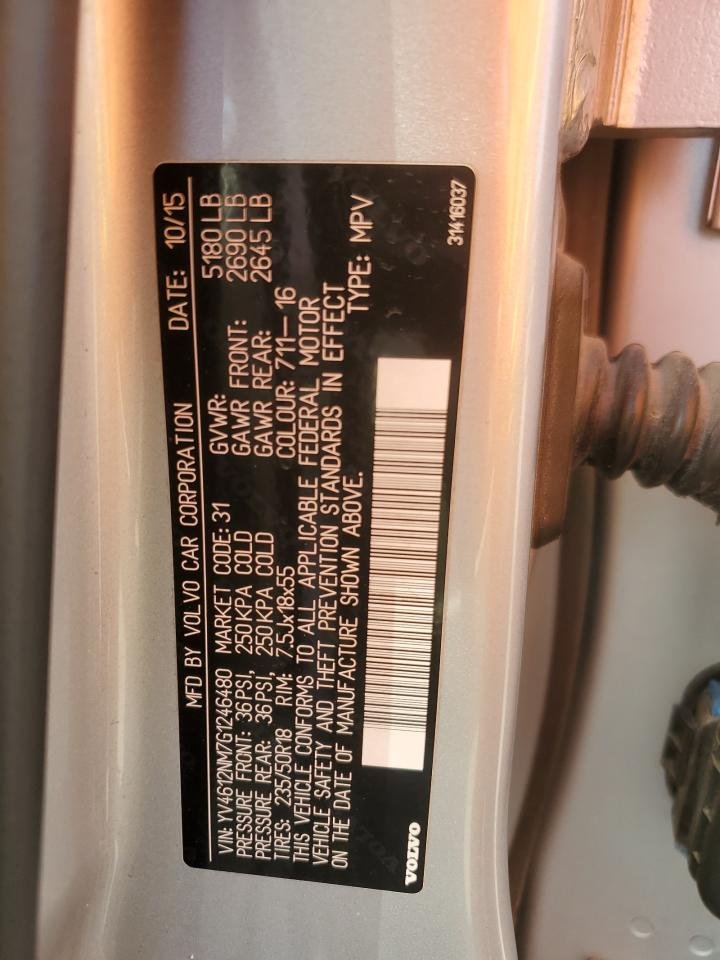 MFD BY VOLVO CAR CORPORATION DATE: 10/15
VIN: YV4612NM7G1246480 MARKET CODE: 31 GVWR: 5180 LB
PRESSURE FRONT: 36PSI, 250KPA COLD GAWR FRONT: 2690 LB
PRESSURE REAR: 36PSI, 250KPA COLD GAWR REAR: 2645 LB
TIRES: 235/50R18 RIM: 7.5Jx18x55 COLOUR: 711-16
THIS VEHICLE CONFORMS TO ALL APPLICABLE FEDERAL MOTOR
VEHICLE SAFETY AND THEFT PREVENTION STANDARDS IN EFFECT
ON THE DATE OF MANUFACTURE SHOWN ABOVE. TYPE: MPV
VOLVO 31416037